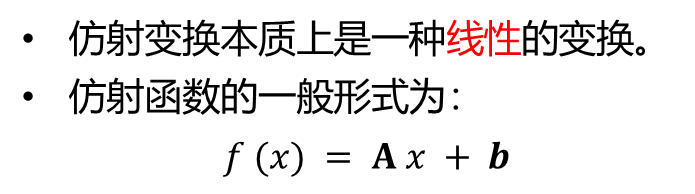 • 仿射变换本质上是一种线性的变换。
• 仿射函数的一般形式为：
f (x) = A x + b